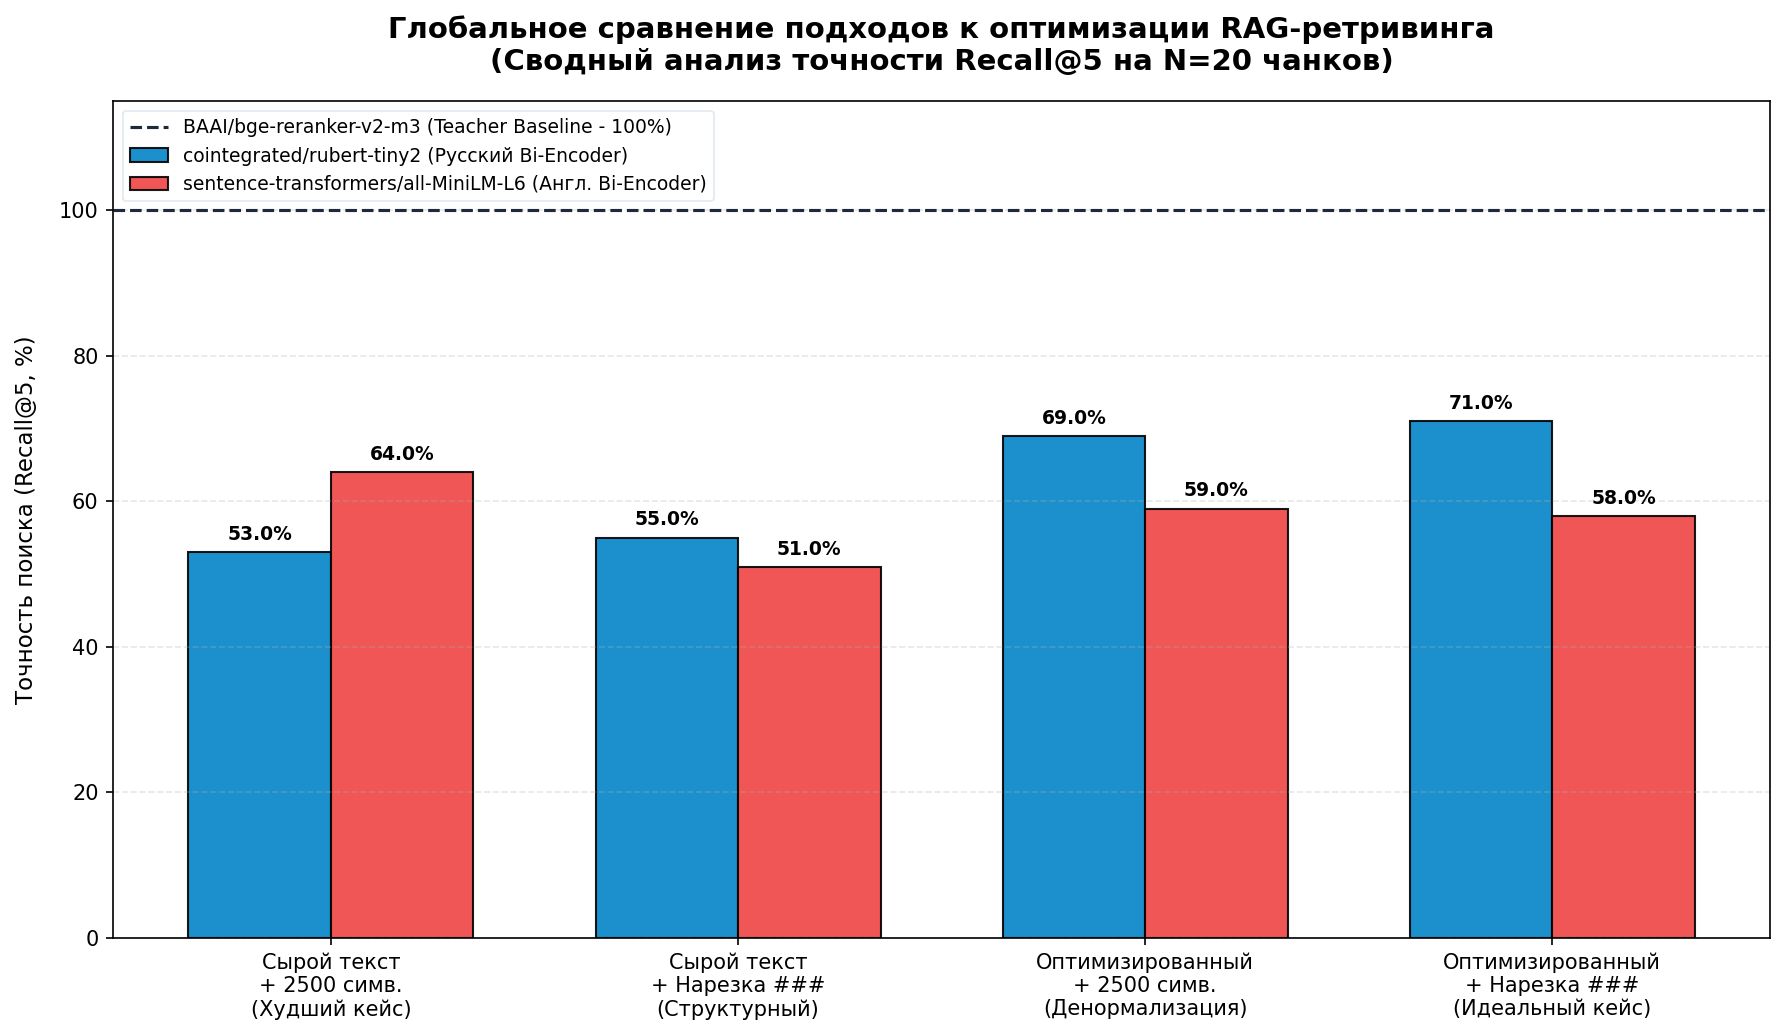 Глобальное сравнение подходов к оптимизации RAG-ретривинга
(Сводный анализ точности Recall@5 на N=20 чанков)
BAAI/bge-reranker-v2-m3 (Teacher Baseline - 100%)
cointegrated/rubert-tiny2 (Русский Bi-Encoder)
sentence-transformers/all-MiniLM-L6 (Англ. Bi-Encoder)
Точность поиска (Recall@5, %)
100
80
60
40
20
0
53.0%
64.0%
55.0%
51.0%
69.0%
59.0%
71.0%
58.0%
Сырой текст
+ 2500 симв.
(Худший кейс)
Сырой текст
+ Нарезка ###
(Структурный)
Оптимизированный
+ 2500 симв.
(Денормализация)
Оптимизированный
+ Нарезка ###
(Идеальный кейс)